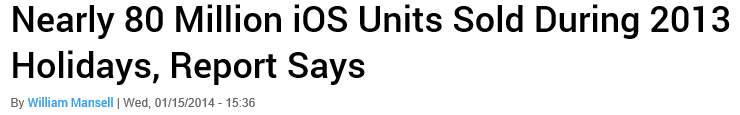 Nearly 80 Million iOS Units Sold During 2013
Holidays, Report Says
By William Mansell | Wed, 01/15/2014 - 15:36